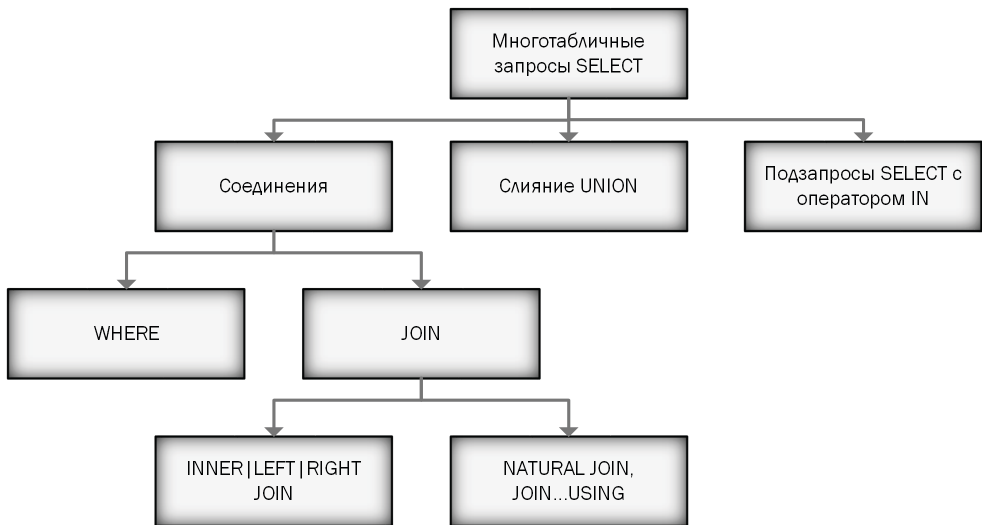 Многотабличные
запросы SELECT
Соединения
Слияние UNION
Подзапросы SELECT с
оператором IN
WHERE
JOIN
INNER|LEFT|RIGHT
JOIN
NATURAL JOIN,
JOIN...USING